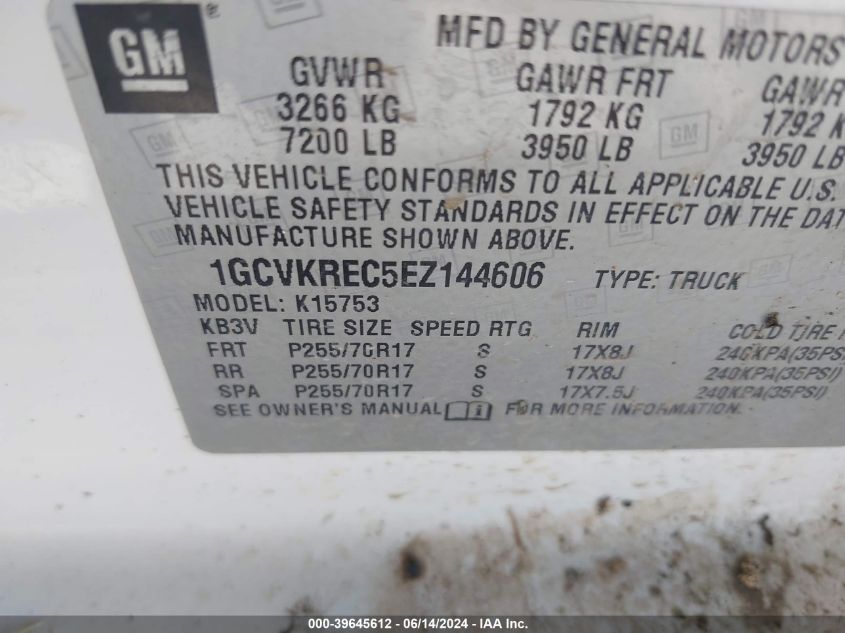 GM ®
MFD BY GENERAL MOTORS
GVWR GAWR FRT GAWR
3266 KG 1792 KG 1792 K
7200 LB 3950 LB 3950 LB
THIS VEHICLE CONFORMS TO ALL APPLICABLE U.S.
VEHICLE SAFETY STANDARDS IN EFFECT ON THE DAT
MANUFACTURE SHOWN ABOVE.
1GCVKREC5EZ144606 TYPE: TRUCK
MODEL: K15753
KB3V TIRE SIZE SPEED RTG RIM COLD TIRE
FRT P255/70R17 S 17X8J 240KPA(35PSI
RR P255/70R17 S 17X8J 240KPA(35PSI)
SPA P255/70R17 S 17X7.5J 240KPA(35PSI)
SEE OWNER'S MANUAL FOR MORE INFORMATION.
000-39645612 - 06/14/2024 - IAA Inc.